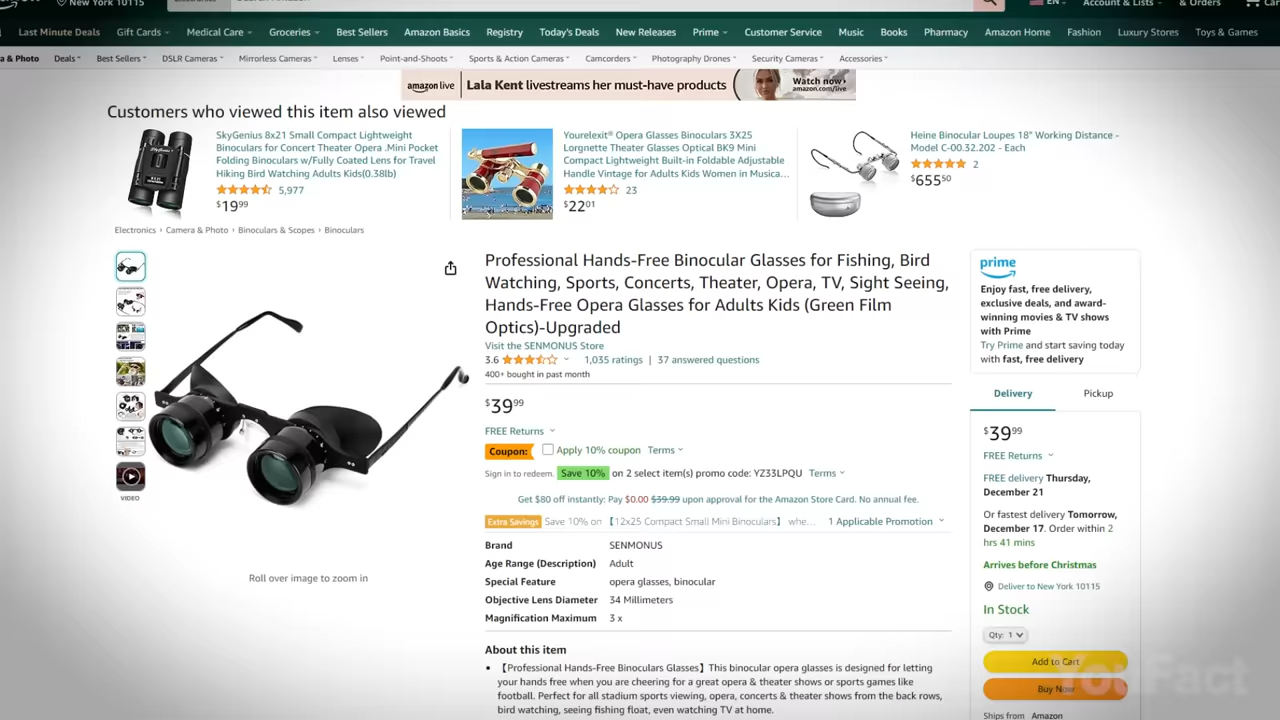 New York 10115
EN
Account & Lists
& Orders
Last Minute Deals
Gift Cards
Medical Care
Groceries
Best Sellers
Amazon Basics
Registry
Today's Deals
New Releases
Prime
Customer Service
Music
Books
Pharmacy
Amazon Home
Fashion
Luxury Stores
Toys & Games
a & Photo
Deals
Best Sellers
DSLR Cameras
Mirrorless Cameras
Lenses
Point-and-Shoots
Sports & Action Cameras
Camcorders
Photography Drones
Security Cameras
Accessories
amazon live
Lala Kent livestreams her must-have products
Watch now
amazon.com/live
Customers who viewed this item also viewed
SkyGenius 8x21 Small Compact Lightweight
Binoculars for Concert Theater Opera .Mini Pocket
Folding Binoculars w/Fully Coated Lens for Travel
Hiking Bird Watching Adults Kids(0.38lb)
5,977
$19.99
Yourelexit® Opera Glasses Binoculars 3X25
Lorgnette Theater Glasses Optical BK9 Mini
Compact Lightweight Built-in Foldable Adjustable
Handle Vintage for Adults Kids Women in Musica...
23
$22.01
Heine Binocular Loupes 18" Working Distance -
Model C-00.32.202 - Each
2
$655.50
Electronics › Camera & Photo › Binoculars & Scopes › Binoculars
VIDEO
Roll over image to zoom in
Professional Hands-Free Binocular Glasses for Fishing, Bird
Watching, Sports, Concerts, Theater, Opera, TV, Sight Seeing,
Hands-Free Opera Glasses for Adults Kids (Green Film
Optics)-Upgraded
Visit the SENMONUS Store
3.6
1,035 ratings | 37 answered questions
400+ bought in past month
$39.99
FREE Returns
Coupon: Apply 10% coupon Terms
Sign in to redeem. Save 10% on 2 select item(s) promo code: YZ33LPQU Terms
Get $80 off instantly: Pay $0.00 $39.99 upon approval for the Amazon Store Card. No annual fee.
Extra Savings Save 10% on 【12x25 Compact Small Mini Binoculars】 whe... 1 Applicable Promotion
Brand SENMONUS
Age Range (Description) Adult
Special Feature opera glasses, binocular
Objective Lens Diameter 34 Millimeters
Magnification Maximum 3 x
About this item
• 【Professional Hands-Free Binoculars Glasses】This binocular opera glasses is designed for letting
your hands free when you are cheering for a great opera & theater shows or sports games like
football. Perfect for all stadium sports viewing, opera, concerts & theater shows from the back rows,
bird watching, seeing fishing float, even watching TV at home.
prime
Enjoy fast, free delivery,
exclusive deals, and award-
winning movies & TV shows
with Prime
Try Prime and start saving today
with fast, free delivery
Delivery
Pickup
$39.99
FREE Returns
FREE delivery Thursday,
December 21
Or fastest delivery Tomorrow,
December 17. Order within 2
hrs 41 mins
Arrives before Christmas
Deliver to New York 10115
In Stock
Qty: 1
Add to Cart
Buy Now
Ships from Amazon
YouFact